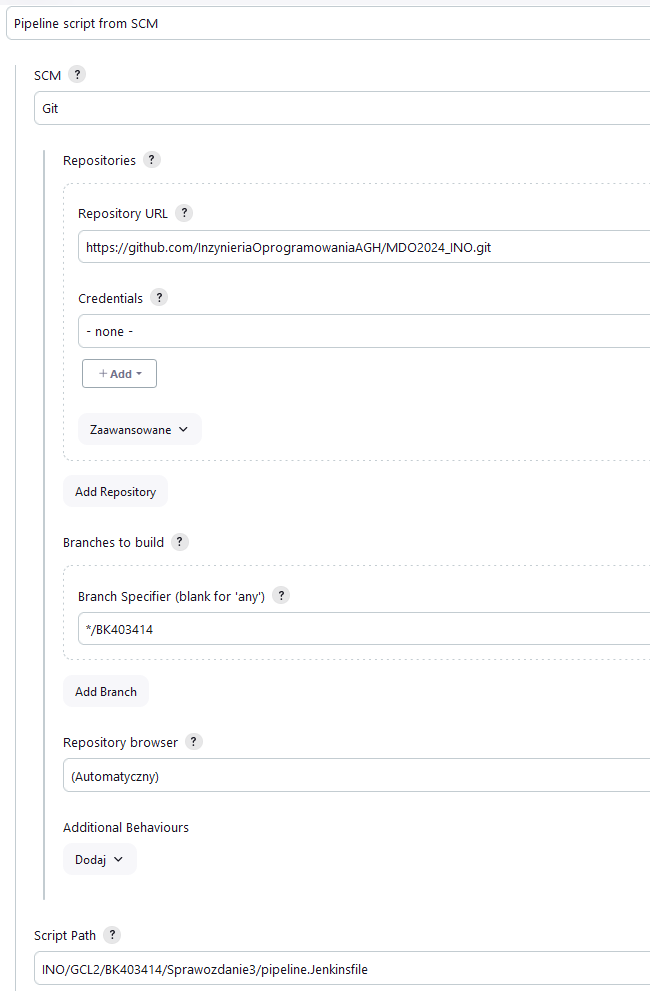 Pipeline script from SCM
SCM ?
Git
Repositories ?
Repository URL ?
https://github.com/InzynieriaOprogramowaniaAGH/MDO2024_INO.git
Credentials ?
- none -
+ Add
Zaawansowane
Add Repository
Branches to build ?
Branch Specifier (blank for 'any') ?
*/BK403414
Add Branch
Repository browser ?
(Automatyczny)
Additional Behaviours
Dodaj
Script Path ?
INO/GCL2/BK403414/Sprawozdanie3/pipeline.Jenkinsfile